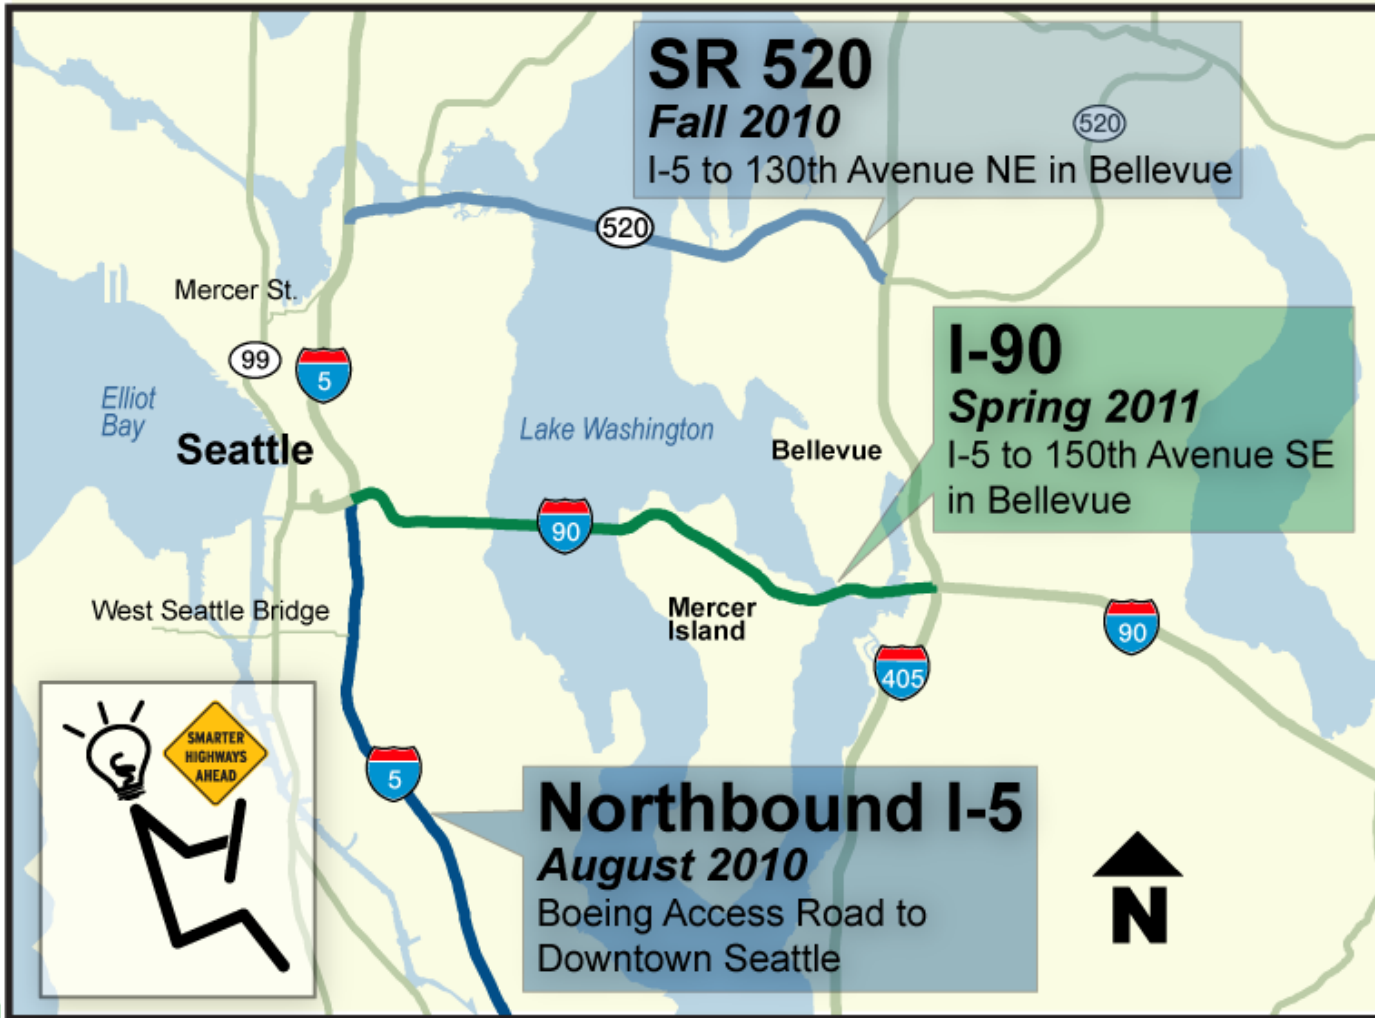 SR 520
Fall 2010
I-5 to 130th Avenue NE in Bellevue
520
520
Mercer St.
99
5
Elliot
Bay
Seattle
Lake Washington
Bellevue
I-90
Spring 2011
I-5 to 150th Avenue SE
in Bellevue
90
West Seattle Bridge
Mercer
Island
90
405
SMARTER
HIGHWAYS
AHEAD
5
Northbound I-5
August 2010
Boeing Access Road to
Downtown Seattle
N